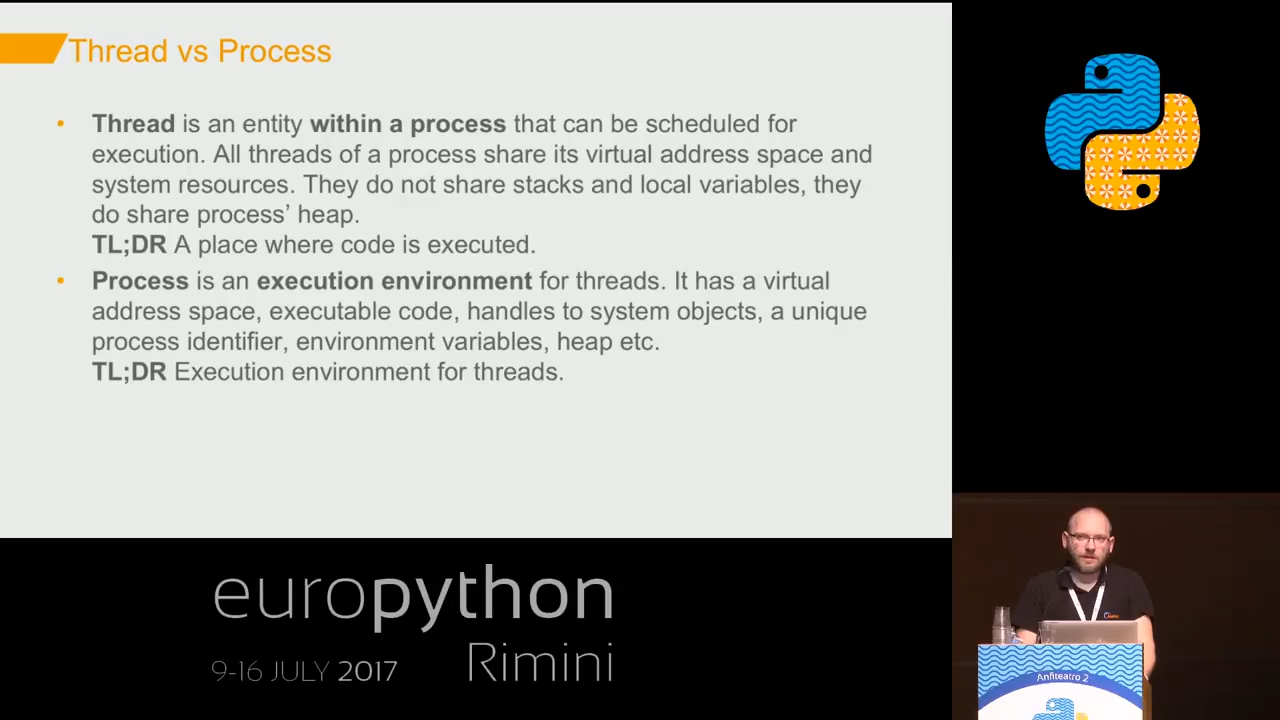 Thread vs Process
• Thread is an entity within a process that can be scheduled for
execution. All threads of a process share its virtual address space and
system resources. They do not share stacks and local variables, they
do share process’ heap.
TL;DR A place where code is executed.
• Process is an execution environment for threads. It has a virtual
address space, executable code, handles to system objects, a unique
process identifier, environment variables, heap etc.
TL;DR Execution environment for threads.
europython
9-16 JULY 2017 Rimini
Anfiteatro 2